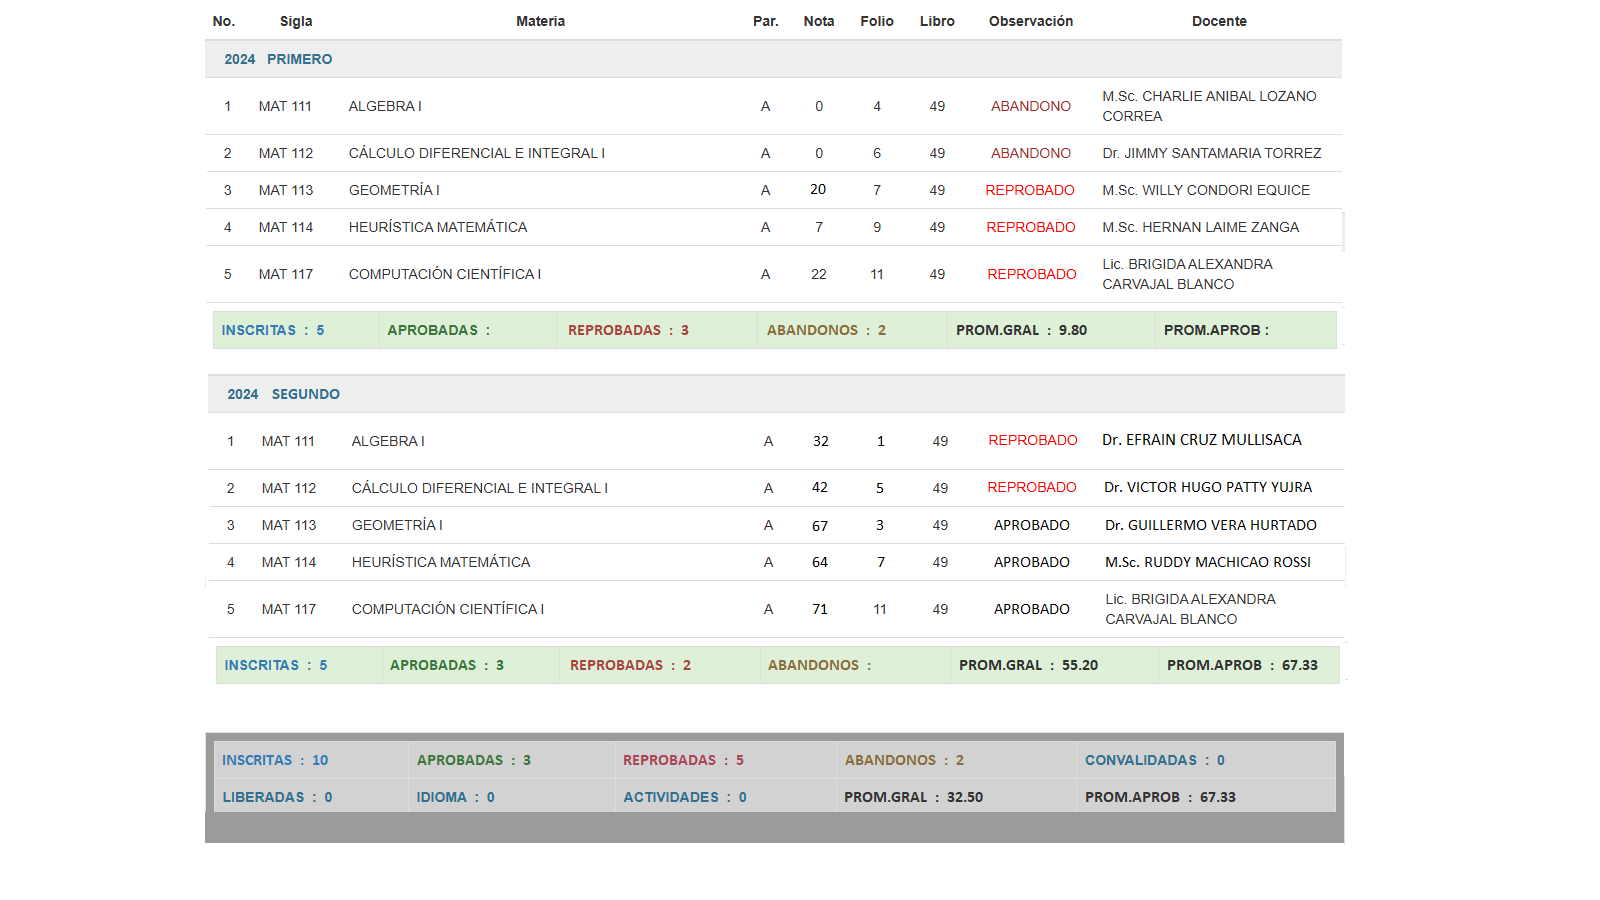 No. Sigla Materia Par. Nota Folio Libro Observación Docente
2024 PRIMERO
1 MAT 111 ALGEBRA I A 0 4 49 ABANDONO M.Sc. CHARLIE ANIBAL LOZANO
CORREA
2 MAT 112 CÁLCULO DIFERENCIAL E INTEGRAL I A 0 6 49 ABANDONO Dr. JIMMY SANTAMARIA TORREZ
3 MAT 113 GEOMETRÍA I A 20 7 49 REPROBADO M.Sc. WILLY CONDORI EQUICE
4 MAT 114 HEURÍSTICA MATEMÁTICA A 7 9 49 REPROBADO M.Sc. HERNAN LAIME ZANGA
5 MAT 117 COMPUTACIÓN CIENTÍFICA I A 22 11 49 REPROBADO Lic. BRIGIDA ALEXANDRA
CARVAJAL BLANCO
INSCRITAS : 5 APROBADAS : REPROBADAS : 3 ABANDONOS : 2 PROM.GRAL : 9.80 PROM.APROB :
2024 SEGUNDO
1 MAT 111 ALGEBRA I A 32 1 49 REPROBADO Dr. EFRAIN CRUZ MULLISACA
2 MAT 112 CÁLCULO DIFERENCIAL E INTEGRAL I A 42 5 49 REPROBADO Dr. VICTOR HUGO PATTY YUJRA
3 MAT 113 GEOMETRÍA I A 67 3 49 APROBADO Dr. GUILLERMO VERA HURTADO
4 MAT 114 HEURÍSTICA MATEMÁTICA A 64 7 49 APROBADO M.Sc. RUDDY MACHICAO ROSSI
5 MAT 117 COMPUTACIÓN CIENTÍFICA I A 71 11 49 APROBADO Lic. BRIGIDA ALEXANDRA
CARVAJAL BLANCO
INSCRITAS : 5 APROBADAS : 3 REPROBADAS : 2 ABANDONOS : PROM.GRAL : 55.20 PROM.APROB : 67.33
INSCRITAS : 10 APROBADAS : 3 REPROBADAS : 5 ABANDONOS : 2 CONVALIDADAS : 0
LIBERADAS : 0 IDIOMA : 0 ACTIVIDADES : 0 PROM.GRAL : 32.50 PROM.APROB : 67.33